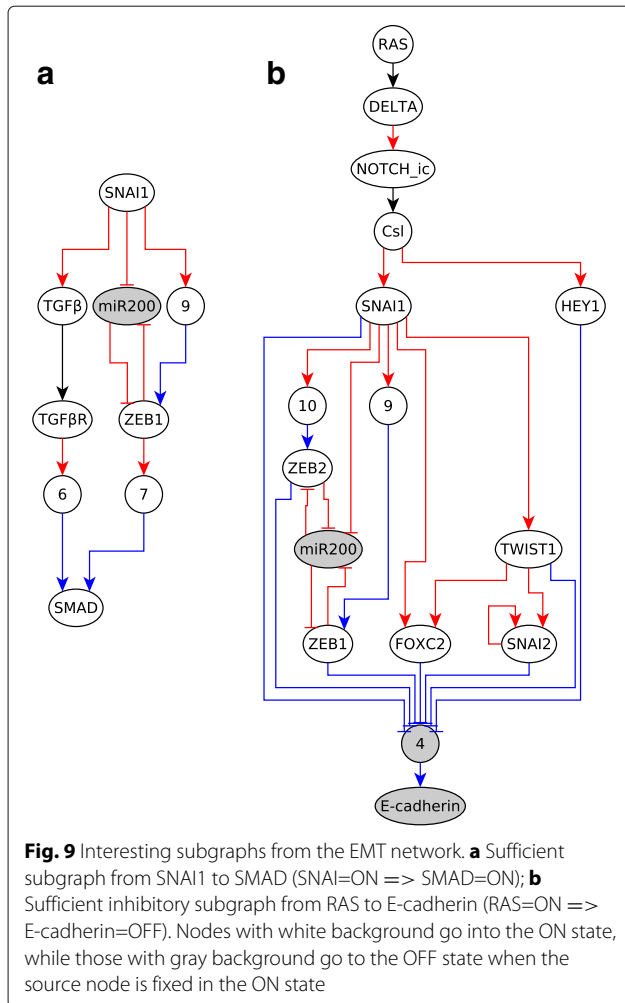 a
b
RAS
DELTA
NOTCH_ic
Csl
SNAI1
TGFβ
miR200
9
TGFβR
ZEB1
6
7
SMAD
SNAI1
HEY1
10
9
ZEB2
miR200
TWIST1
ZEB1
FOXC2
SNAI2
4
E-cadherin
Fig. 9 Interesting subgraphs from the EMT network. a Sufficient
subgraph from SNAI1 to SMAD (SNAI=ON => SMAD=ON); b
Sufficient inhibitory subgraph from RAS to E-cadherin (RAS=ON =>
E-cadherin=OFF). Nodes with white background go into the ON state,
while those with gray background go to the OFF state when the
source node is fixed in the ON state